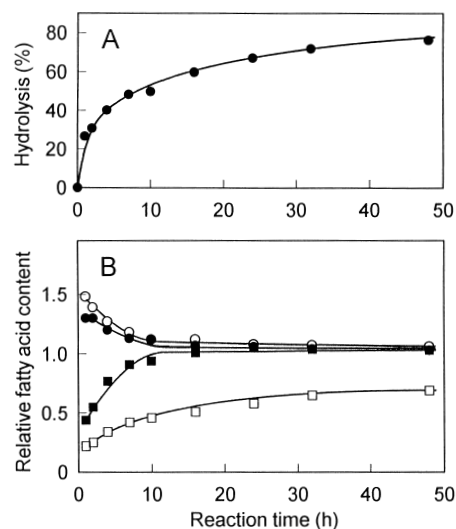 A
Hydrolysis (%)
80
60
40
20
0
0 10 20 30 40 50
B
Relative fatty acid content
1.5
1.0
0.5
0
0 10 20 30 40 50
Reaction time (h)